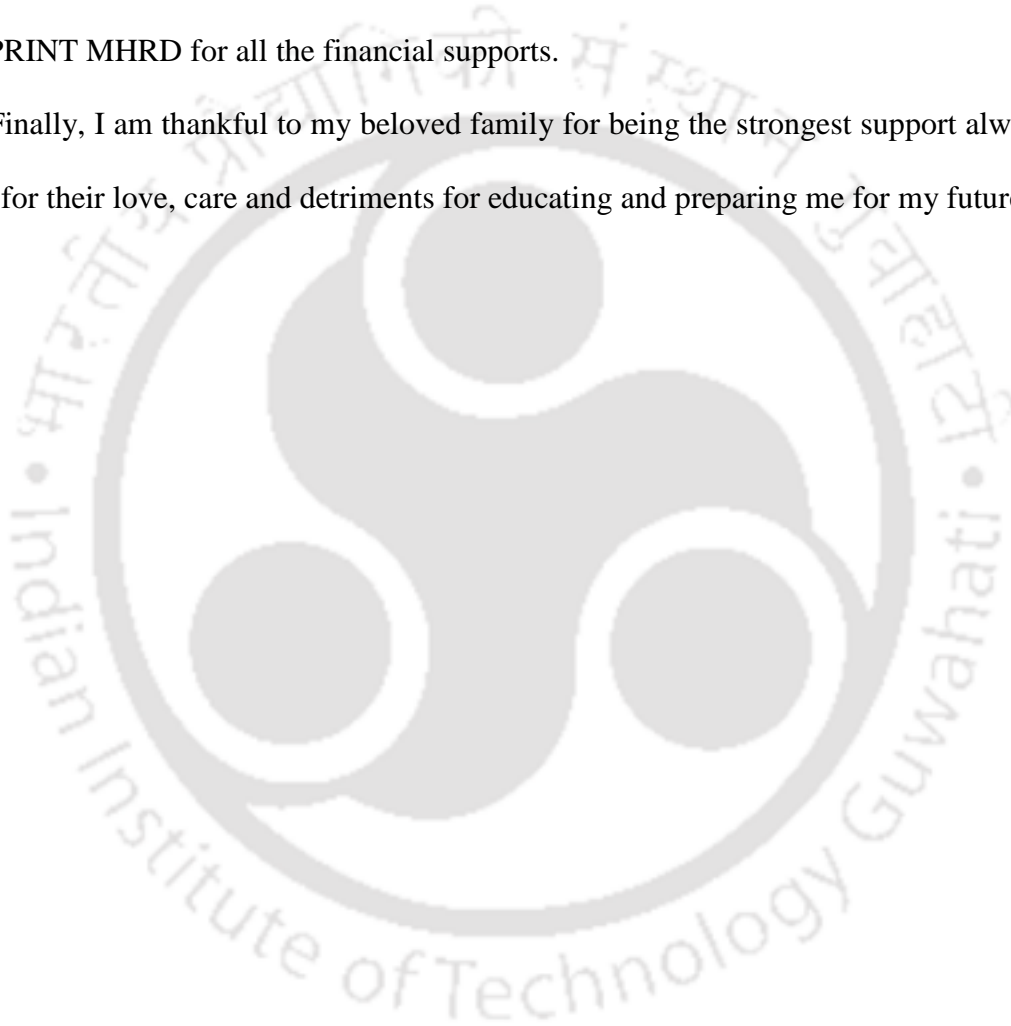 PRINT MHRD for all the financial supports.
Finally, I am thankful to my beloved family for being the strongest support alw
for their love, care and detriments for educating and preparing me for my future
भारतीय प्रौद्योगिकी संस्थान गुवाहाटी
Indian Institute of Technology Guwahati